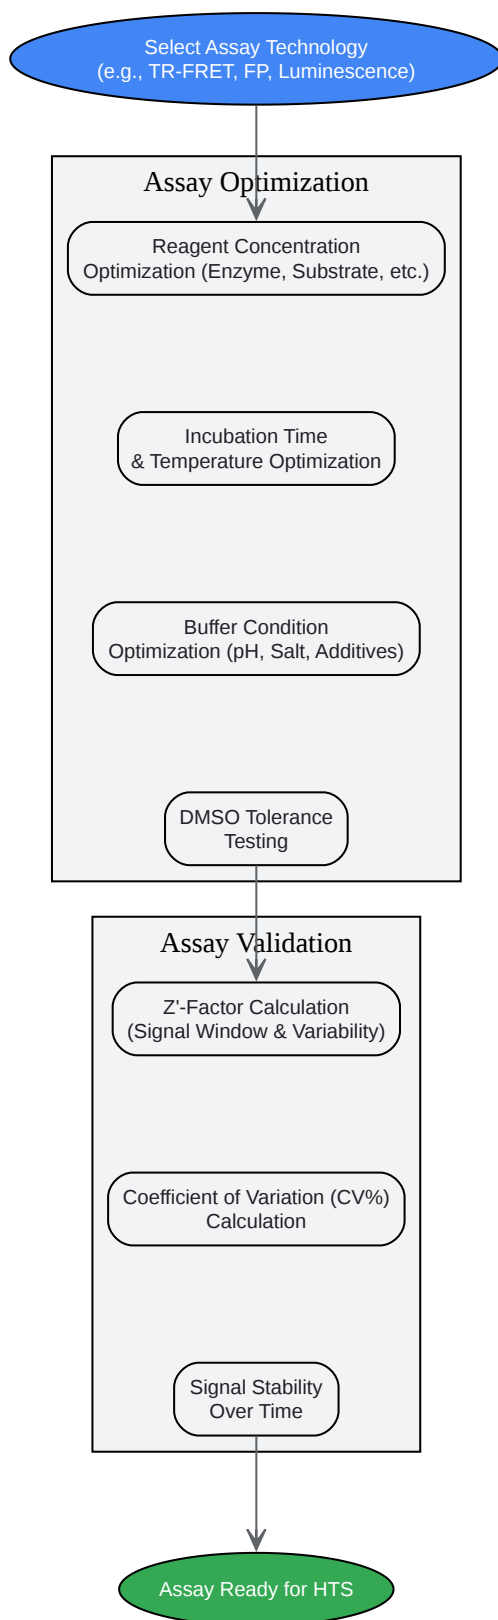 Select Assay Technology
(e.g., TR-FRET, FP, Luminescence)
Assay Optimization
Reagent Concentration
Optimization (Enzyme, Substrate, etc.)
Incubation Time
& Temperature Optimization
Buffer Condition
Optimization (pH, Salt, Additives)
DMSO Tolerance
Testing
Assay Validation
Z'-Factor Calculation
(Signal Window & Variability)
Coefficient of Variation (CV%)
Calculation
Signal Stability
Over Time
Assay Ready for HTS